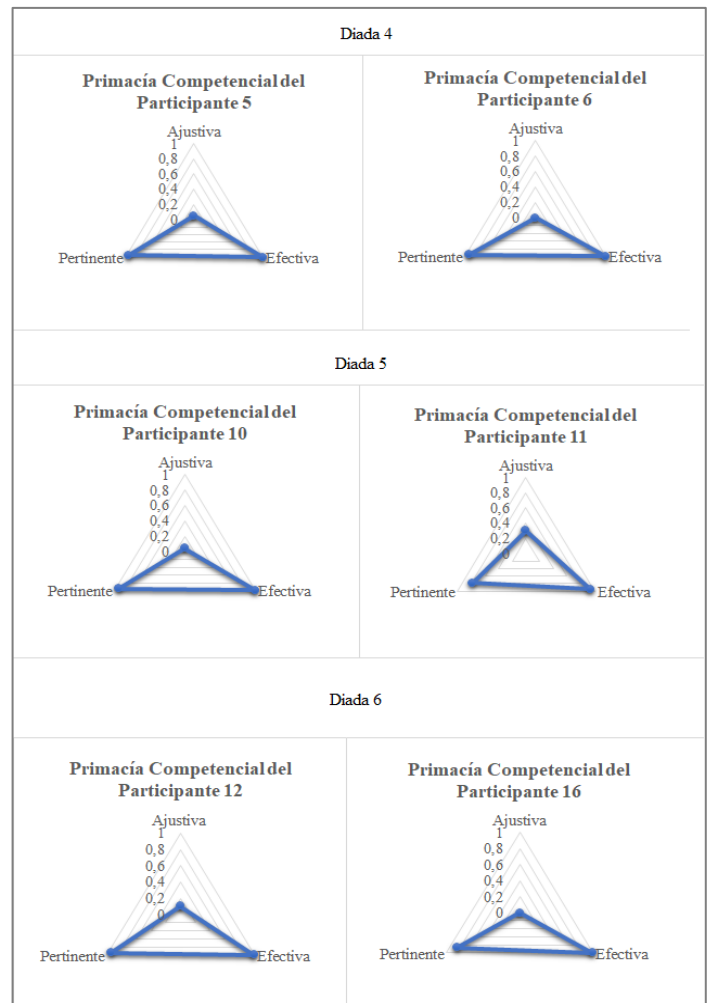 Diada 4
Primacía Competencial del
Participante 5
Ajustiva
1
0,8
0,6
0,4
0,2
0
Pertinente
Efectiva
Primacía Competencial del
Participante 6
Ajustiva
1
0,8
0,6
0,4
0,2
0
Pertinente
Efectiva
Diada 5
Primacía Competencial del
Participante 10
Ajustiva
1
0,8
0,6
0,4
0,2
0
Pertinente
Efectiva
Primacía Competencial del
Participante 11
Ajustiva
1
0,8
0,6
0,4
0,2
0
Pertinente
Efectiva
Diada 6
Primacía Competencial del
Participante 12
Ajustiva
1
0,8
0,6
0,4
0,2
0
Pertinente
Efectiva
Primacía Competencial del
Participante 16
Ajustiva
1
0,8
0,6
0,4
0,2
0
Pertinente
Efectiva